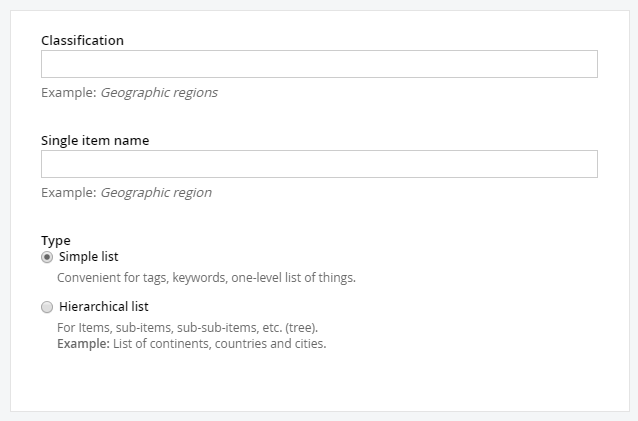 Classification
Example: Geographic regions
Single item name
Example: Geographic region
Type
Simple list
Convenient for tags, keywords, one-level list of things.
Hierarchical list
For Items, sub-items, sub-sub-items, etc. (tree).
Example: List of continents, countries and cities.